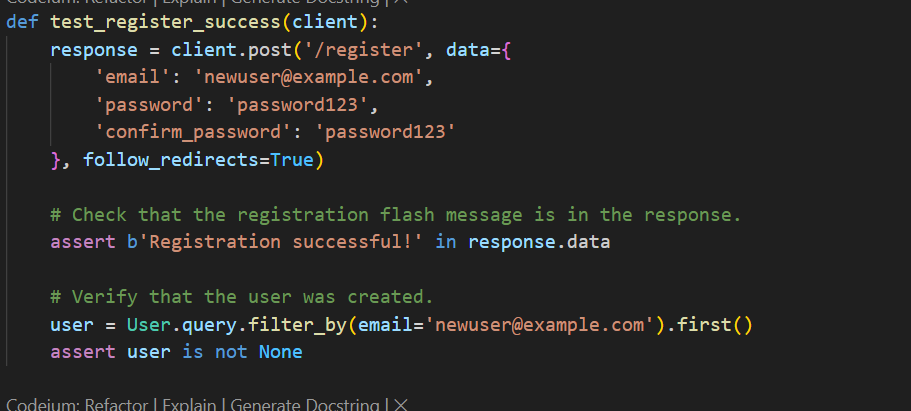 Codeium: Refactor | Explain | Generate Docstring | X
def test_register_success(client):
    response = client.post('/register', data={
        'email': 'newuser@example.com',
        'password': 'password123',
        'confirm_password': 'password123'
    }, follow_redirects=True)

    # Check that the registration flash message is in the response.
    assert b'Registration successful!' in response.data

    # Verify that the user was created.
    user = User.query.filter_by(email='newuser@example.com').first()
    assert user is not None

Codeium: Refactor | Explain | Generate Docstring | X